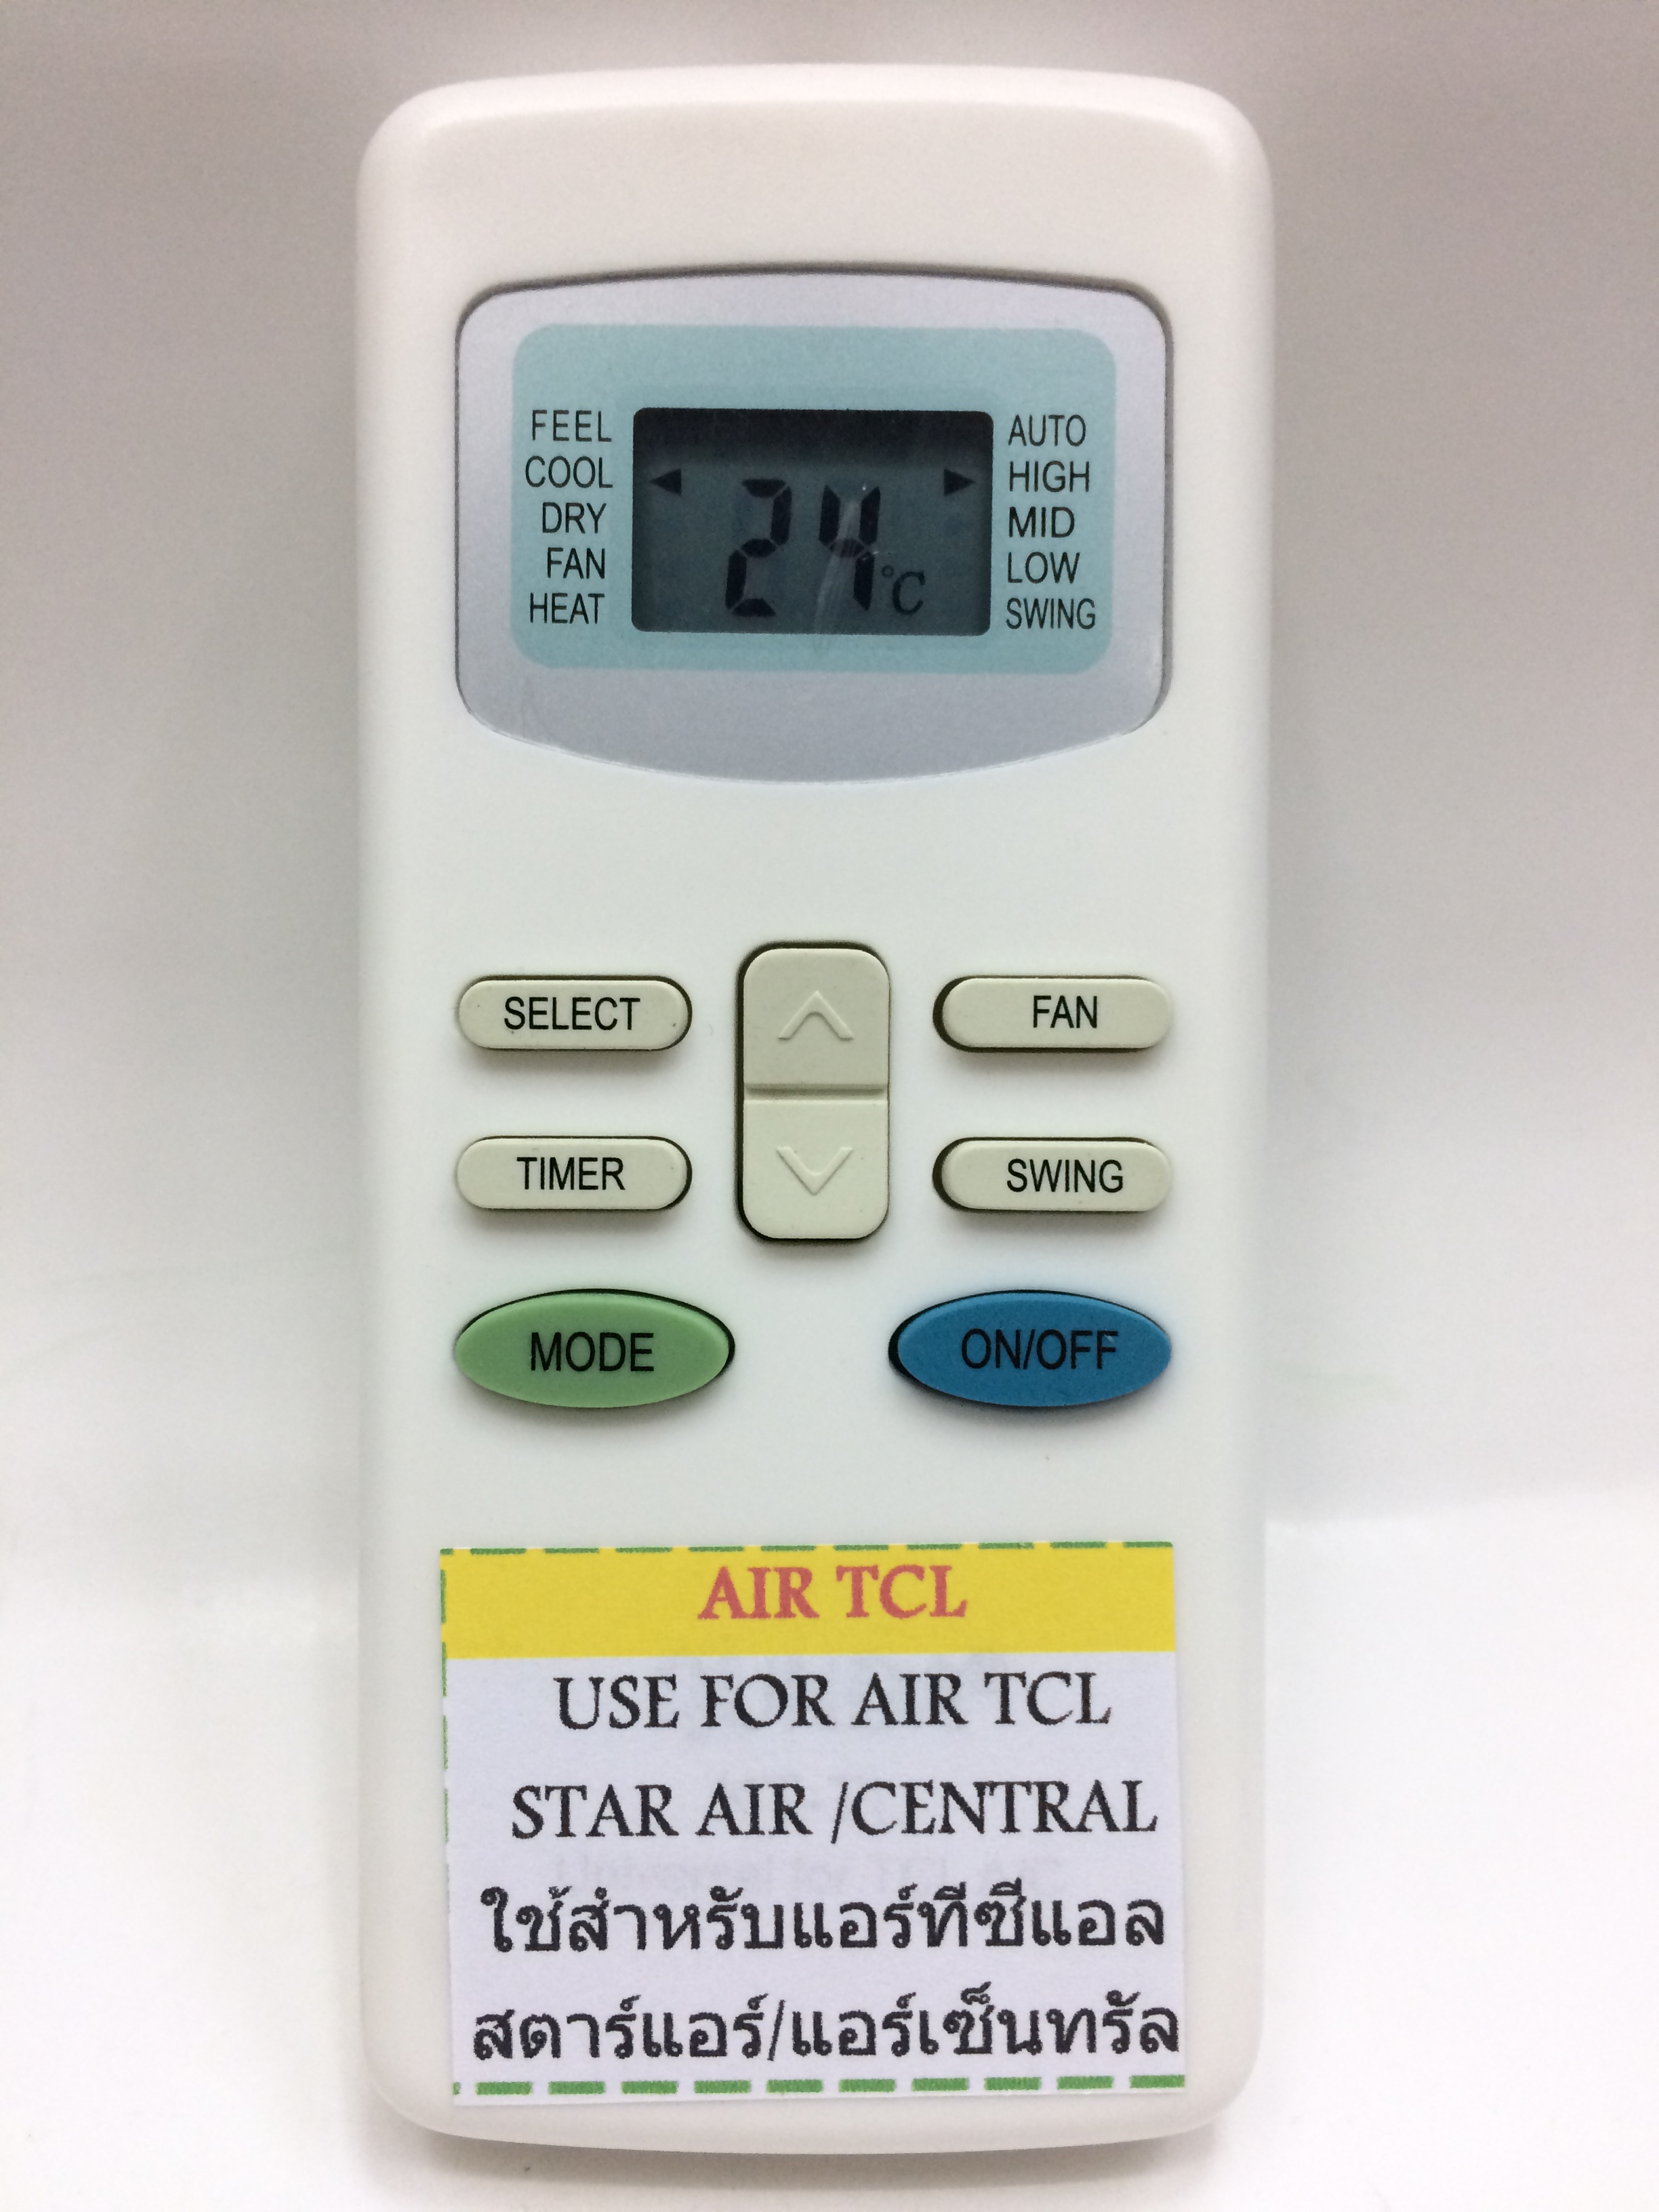 FEEL
COOL
DRY
FAN
HEAT
24°C
AUTO
HIGH
MID
LOW
SWING
SELECT
FAN
TIMER
SWING
MODE
ON/OFF
AIR TCL
USE FOR AIR TCL
STAR AIR /CENTRAL
ใช้สำหรับแอร์ทีซีแอล
สตาร์แอร์/แอร์เซ็นทรัล